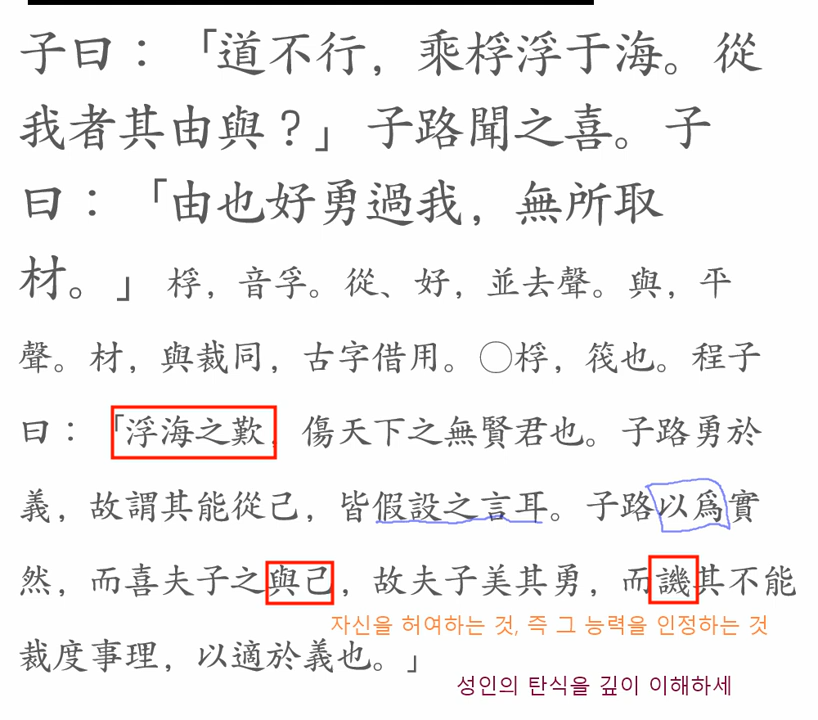 子曰：「道不行，乘桴浮于海。從
我者其由與？」子路聞之喜。子
曰：「由也好勇過我，無所取
材。」 桴，音孚。從、好，並去聲。與，平
聲。材，與裁同，古字借用。○桴，筏也。程子
曰：「浮海之歎，傷天下之無賢君也。子路勇於
義，故謂其能從己，皆假設之言耳。子路以爲實
然，而喜夫子之與己，故夫子美其勇，而譏其不能
자신을 허여하는 것, 즉 그 능력을 인정하는 것
裁度事理，以適於義也。」
성인의 탄식을 깊이 이해하세